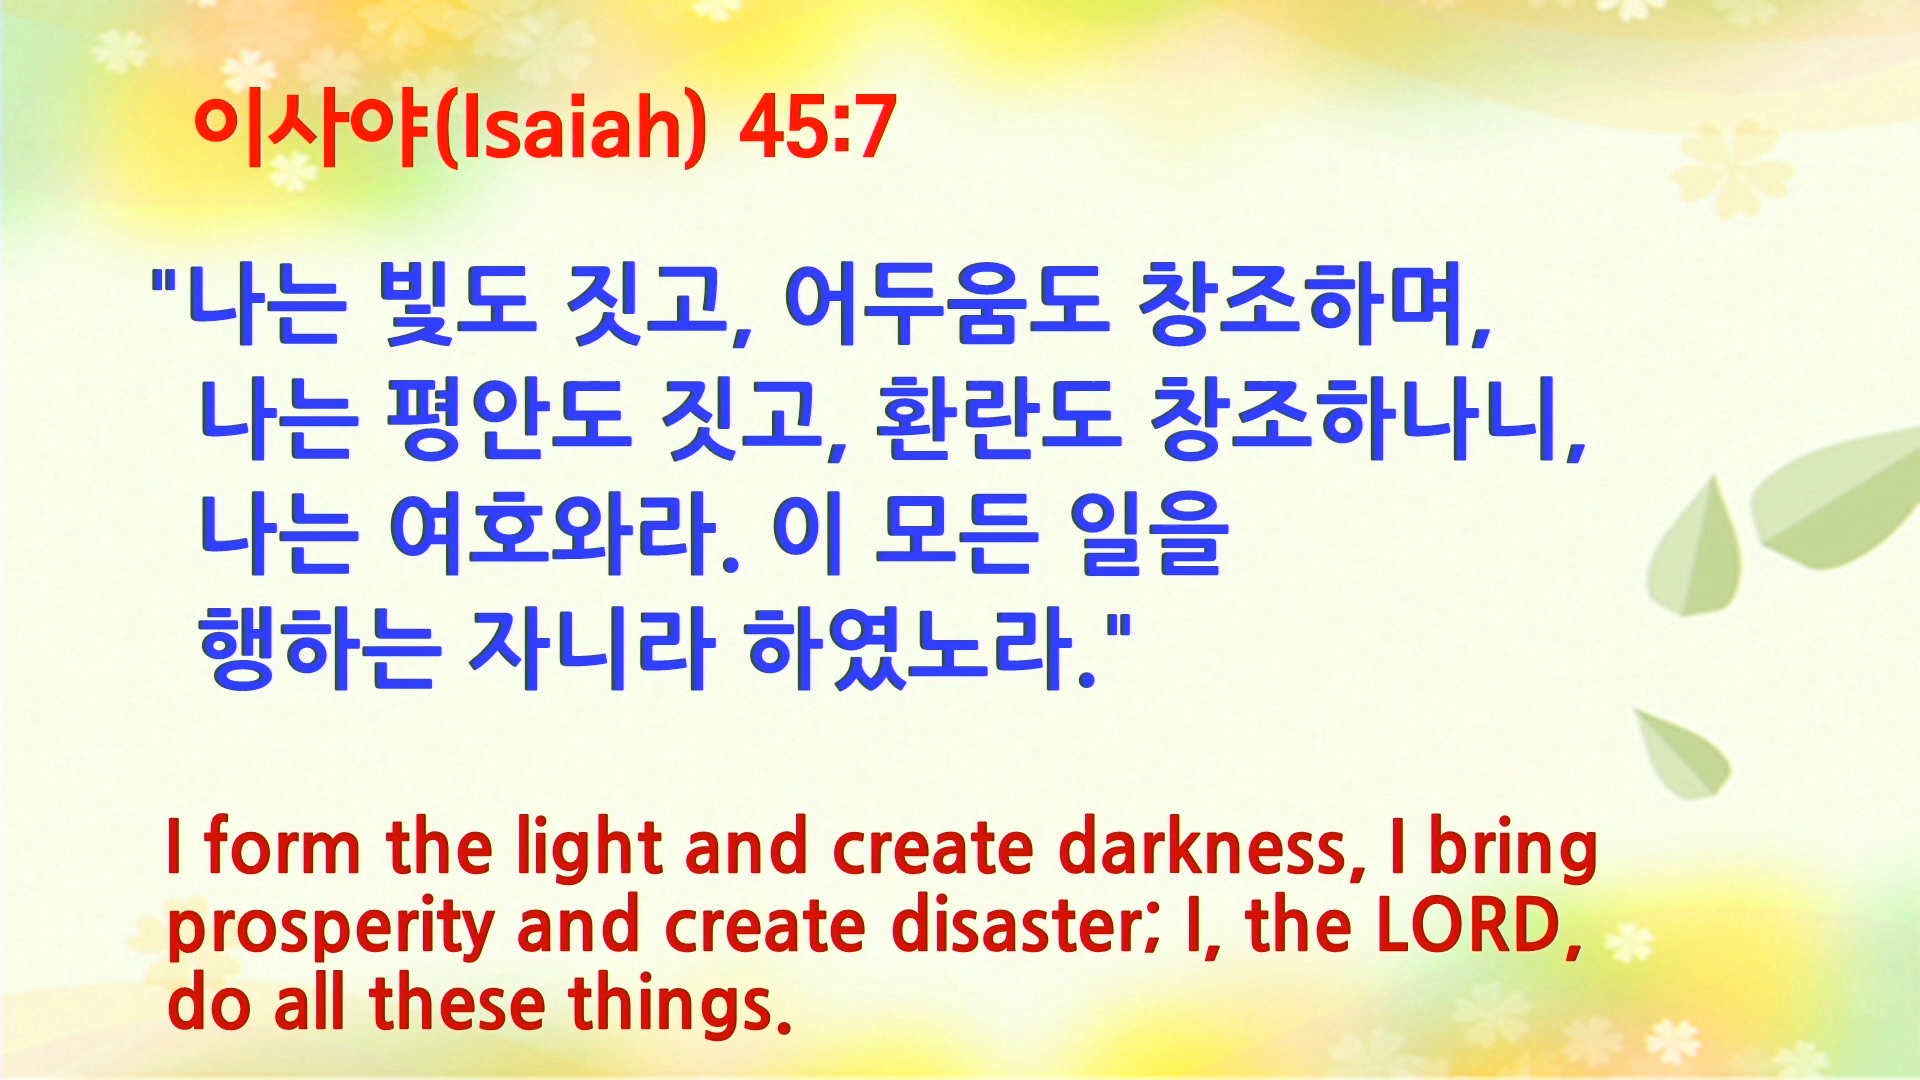 이사야(Isaiah) 45:7
"나는 빛도 짓고, 어두움도 창조하며,
나는 평안도 짓고, 환란도 창조하나니,
나는 여호와라. 이 모든 일을
행하는 자니라 하였노라."
I form the light and create darkness, I bring
prosperity and create disaster; I, the LORD,
do all these things.